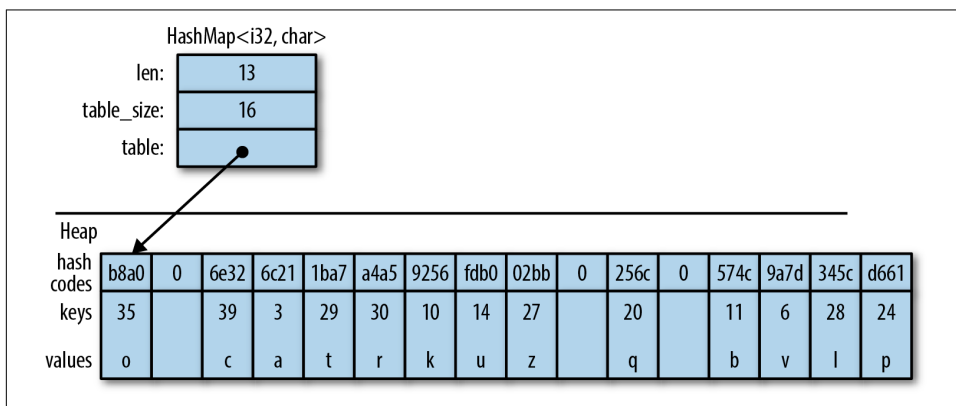 HashMap<i32, char>
len: 13
table_size: 16
table:
Heap
hash codes b8a0 0 6e32 6c21 1ba7 a4a5 9256 fdb0 02bb 0 256c 0 574c 9a7d 345c d661
keys 35 39 3 29 30 10 14 27 20 11 6 28 24
values o c a t r k u z q b v l p